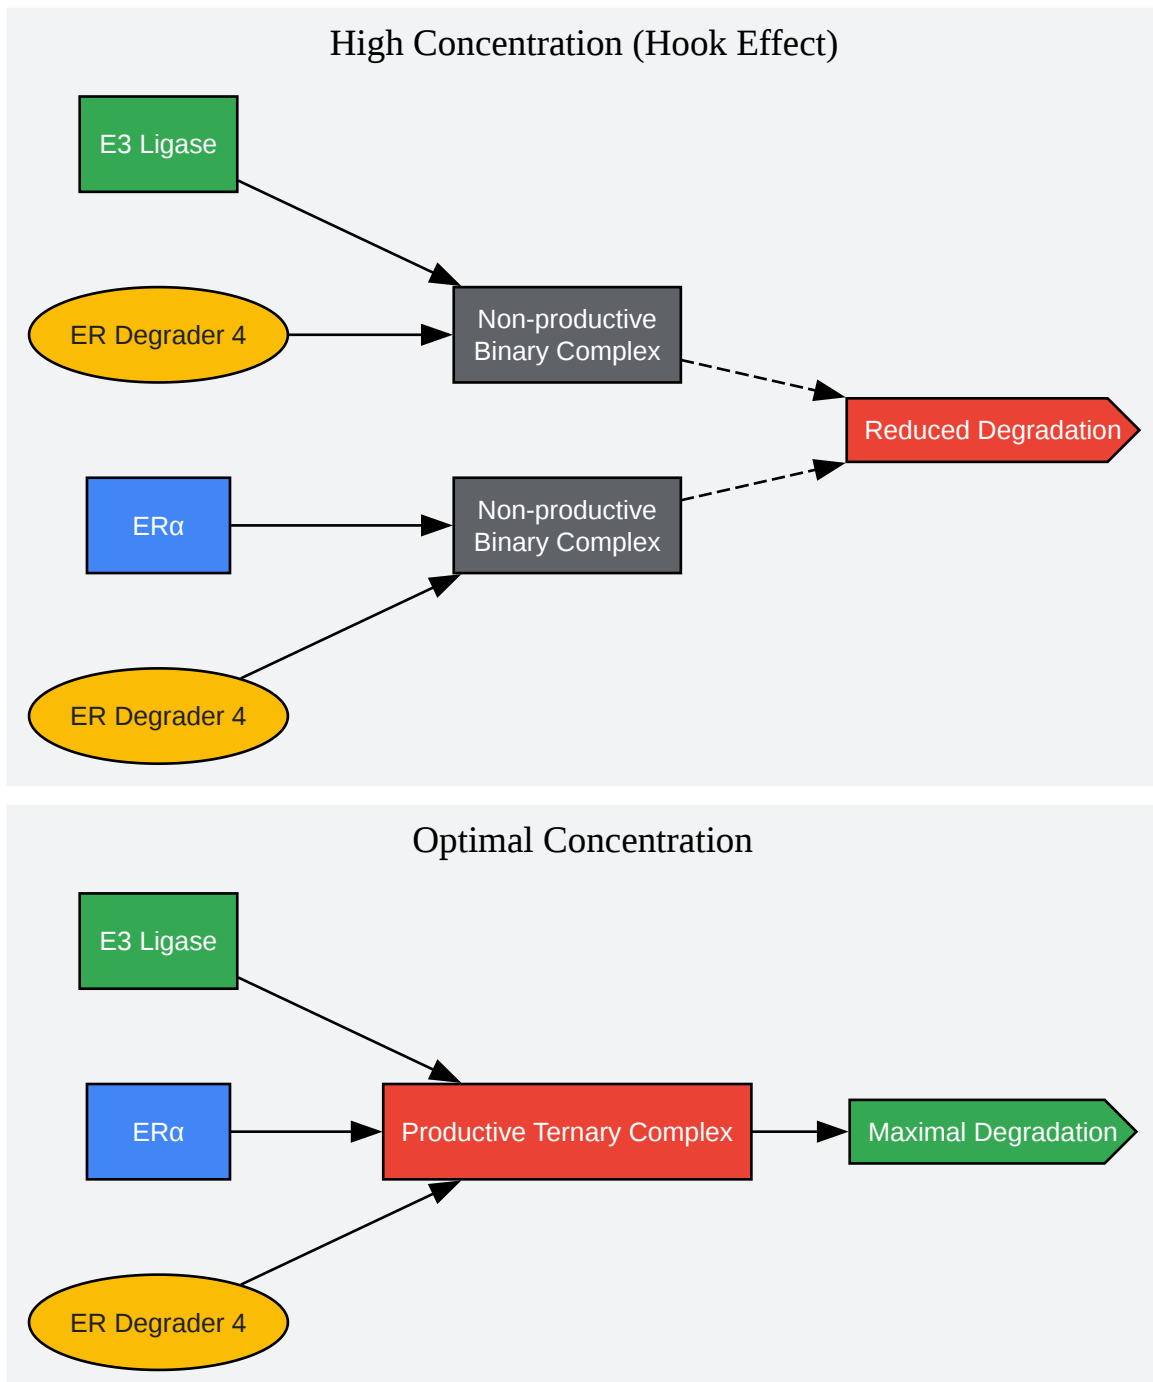 High Concentration (Hook Effect)
E3 Ligase
ER Degrader 4
Non-productive
Binary Complex
Reduced Degradation
ERα
Non-productive
Binary Complex
ER Degrader 4
Optimal Concentration
E3 Ligase
ERα
Productive Ternary Complex
Maximal Degradation
ER Degrader 4